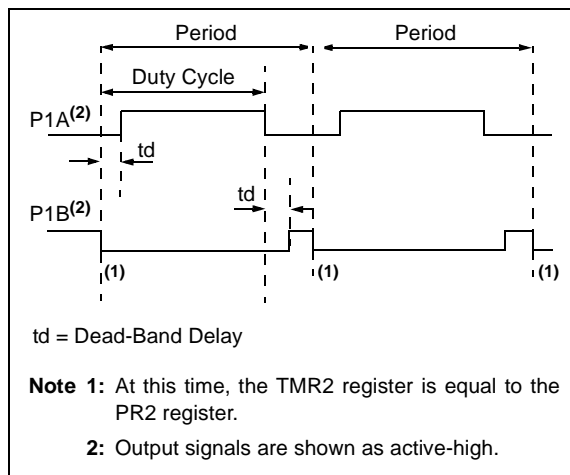 Period Period
Duty Cycle
P1A(2)
td
td
P1B(2)
(1) (1) (1)
td = Dead-Band Delay
Note 1: At this time, the TMR2 register is equal to the
PR2 register.
2: Output signals are shown as active-high.